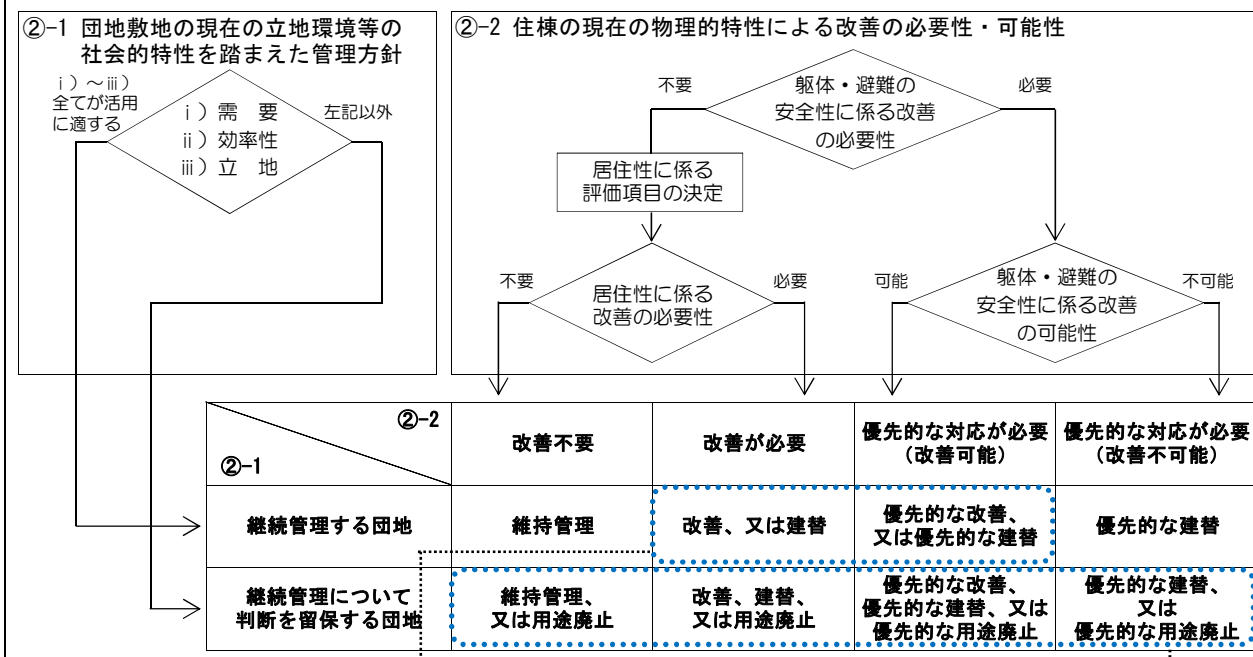 ②-1 団地敷地の現在の立地環境等の
社会的特性を踏まえた管理方針
ⅰ）～ⅲ）
全てが活用
に適する
ⅰ）需　要
ⅱ）効率性
ⅲ）立　地
左記以外
②-2 住棟の現在の物理的特性による改善の必要性・可能性
不要
躯体・避難の
安全性に係る改善
の必要性
必要
居住性に係る
評価項目の決定
不要
居住性に係る
改善の必要性
必要
可能
躯体・避難の
安全性に係る改善
の可能性
不可能
②-2
②-1
改善不要
改善が必要
優先的な対応が必要
（改善可能）
優先的な対応が必要
（改善不可能）
継続管理する団地
維持管理
改善、又は建替
優先的な改善、
又は優先的な建替
優先的な建替
継続管理について
判断を留保する団地
維持管理、
又は用途廃止
改善、建替、
又は用途廃止
優先的な改善、
優先的な建替、又は
優先的な用途廃止
優先的な建替、
又は
優先的な用途廃止